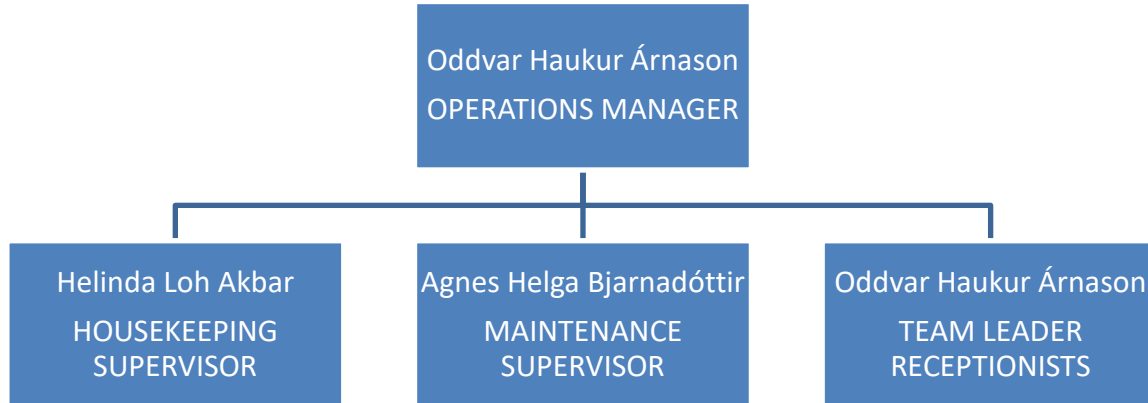 Oddvar Haukur Árnason
OPERATIONS MANAGER
Helinda Loh Akbar
HOUSEKEEPING
SUPERVISOR
Agnes Helga Bjarnadóttir
MAINTENANCE
SUPERVISOR
Oddvar Haukur Árnason
TEAM LEADER
RECEPTIONISTS